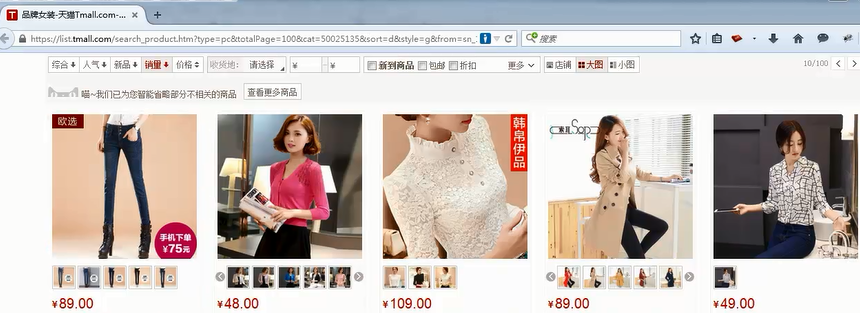 品牌女装-天猫Tmall.com-...
https://list.tmall.com/search_product.htm?type=pc&totalPage=100&cat=50025135&sort=d&style=g&from=sn_
搜索
综合 人气 新品 销量 价格 收货地: 请选择 ¥ - ¥ 新到商品 包邮 折扣 更多 店铺 大图 小图 10/100
喵~我们已为您智能省略部分不相关的商品 查看更多商品
欧选
手机下单
¥75元
韩帛伊品
¥89.00 ¥48.00 ¥109.00 ¥89.00 ¥49.00